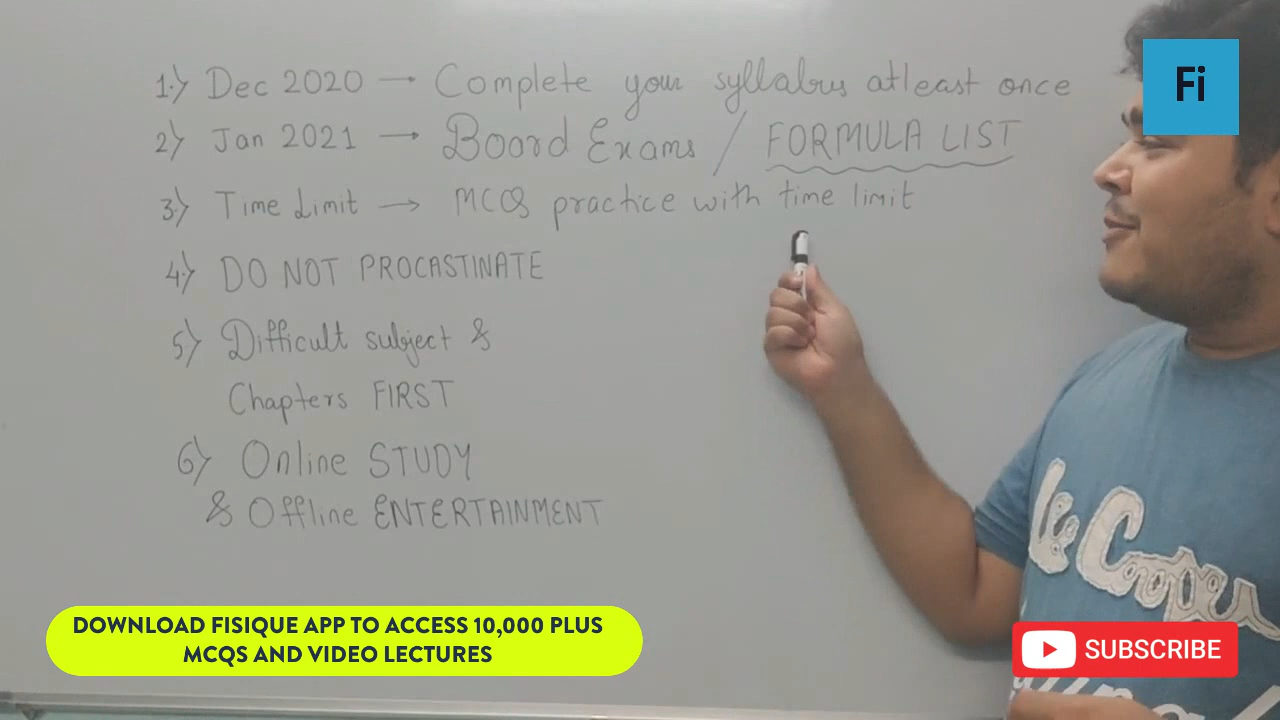 Fi
1.) Dec 2020 → Complete your syllabus atleast once
2) Jan 2021 → Board Exams / FORMULA LIST
3.) Time Limit → MCQS practice with time limit
4.) DO NOT PROCASTINATE
5) Difficult subject &
Chapters FIRST
6) Online STUDY
& Offline ENTERTAINMENT
Le Cooper
DOWNLOAD FISIQUE APP TO ACCESS 10,000 PLUS
MCQS AND VIDEO LECTURES
SUBSCRIBE